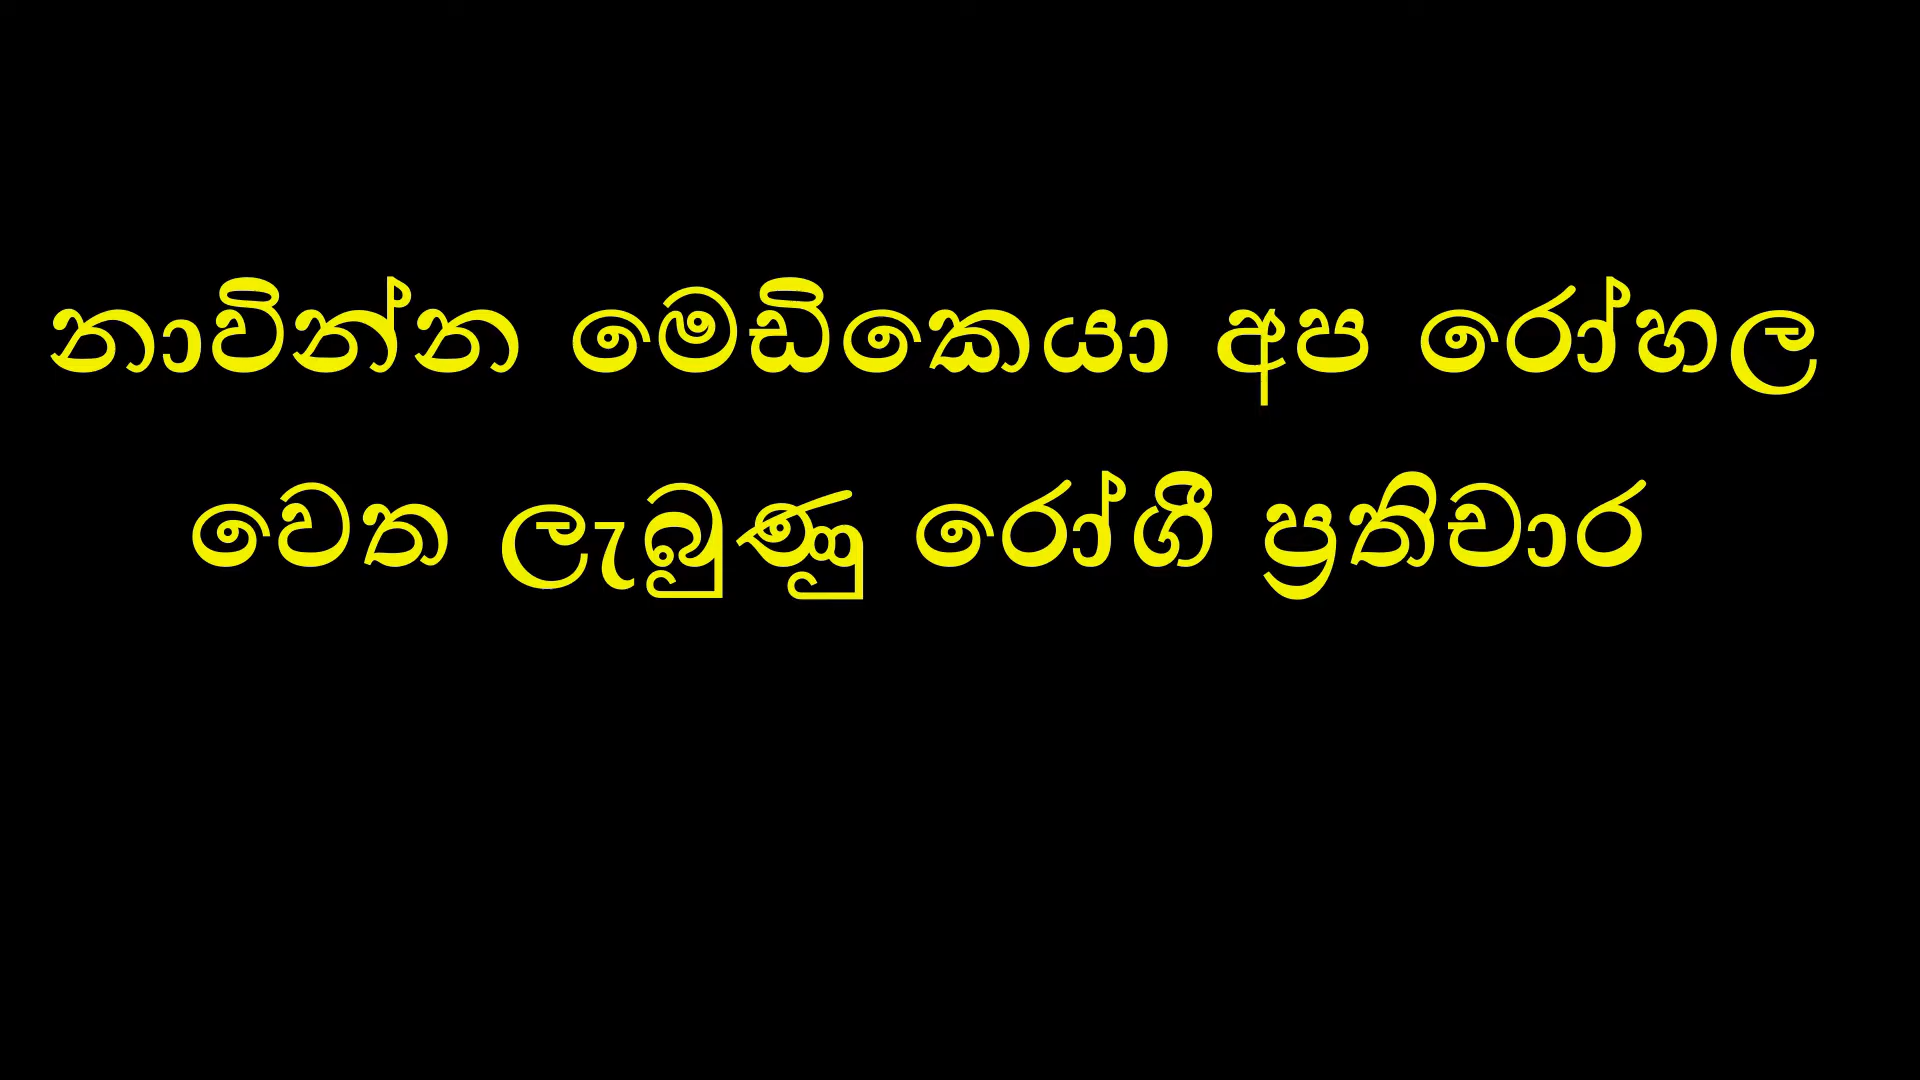 නාවින්න මෙඩිකෙයා අප රෝහල
වෙත ලැබුණු රෝගී ප්‍රතිචාර